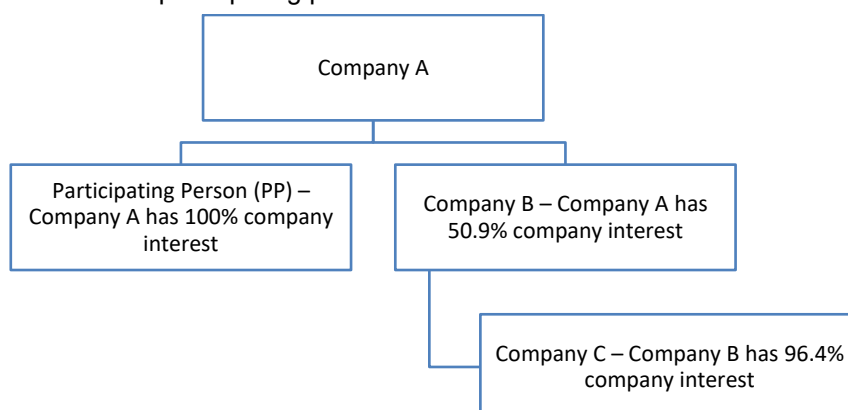 Company A
Participating Person (PP) –
Company A has 100% company
interest
Company B – Company A has
50.9% company interest
Company C – Company B has 96.4%
company interest